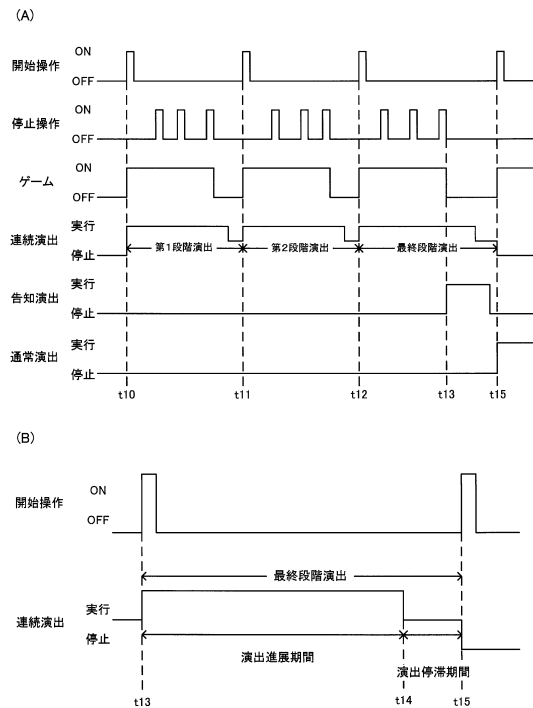 (A)
開始操作
ON
OFF
停止操作
ON
OFF
ゲーム
ON
OFF
連続演出
実行
停止
第1段階演出
第2段階演出
最終段階演出
告知演出
実行
停止
通常演出
実行
停止
t10
t11
t12
t13
t15
(B)
開始操作
ON
OFF
最終段階演出
連続演出
実行
停止
演出進展期間
演出停滞期間
t13
t14
t15